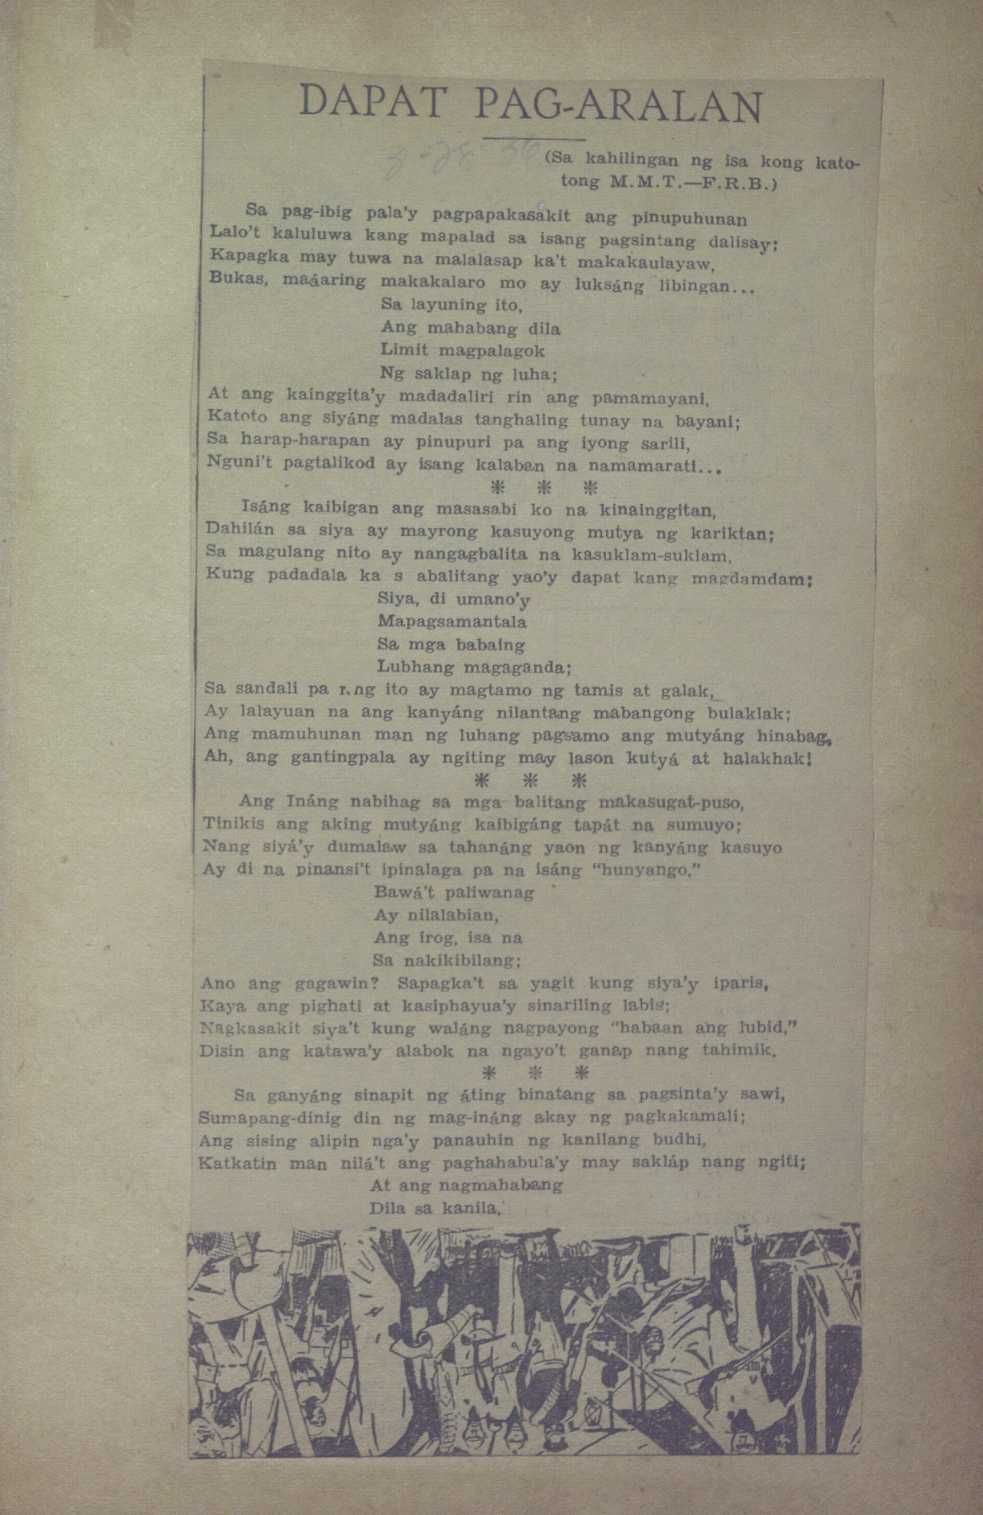 DAPAT PAG-ARALAN
3-28-36
(Sa kahilingan ng isa kong kato-
tong M.M.T.—F.R.B.)
Sa pag-ibig pala'y pagpapakasákit ang pinupuhunan
Lalo't kaluluwa kang mapalad sa isang pagsintang dalisay;
Kapagka may tuwa na malalasap ka't makakaulayaw,
Bukas, maáaring makakalaro mo ay luksáng libingan...
Sa layuning ito,
Ang mahabang dila
Limit magpalagok
Ng saklap ng luha;
At ang kainggita'y madadaliri rin ang pamamayani,
Katoto ang siyáng madalas tanghaling tunay na bayani;
Sa harap-harapan ay pinupuri pa ang iyong sarili,
Nguni't pagtalikod ay isang kalaban na namamarati...
* * *
Isáng kaibigan ang masasabi ko na kinainggitan,
Dahilán sa siya ay mayrong kasuyong mutya ng kariktan;
Sa magulang nito ay nangagbalita na kasuklam-suklam,
Kung padadala ka s abalitang yao'y dapat kang magdamdam;
Siya, di umano'y
Mapagsamantala
Sa mga babaing
Lubhang magaganda;
Sa sandali pa r.ng ito ay magtamo ng tamis at galak,
Ay lalayuan na ang kanyáng nilantang mabangong bulaklak;
Ang mamuhunan man ng luhang pagsamo ang mutyáng hinabag,
Ah, ang gantingpala ay ngiting may lason kutyá at halakhak!
* * *
Ang Ináng nabihag sa mga balitang makasugat-puso,
Tinikis ang aking mutyáng kaibigáng tapát na sumuyo;
Nang siyá'y dumalaw sa tahanáng yaon ng kanyáng kasuyo
Ay di na pinansi't ipinalaga pa na isáng "hunyango."
Bawá't paliwanag
Ay nilalabian,
Ang irog, isa na
Sa nakikibilang;
Ano ang gagawin? Sapagka't sa yagit kung siya'y iparis,
Kaya ang pighati at kasiphayua'y sinariling labis;
Nagkasakit siya't kung waláng nagpayong "habaan ang lubid,"
Disin ang katawa'y alabok na ngayo't ganap nang tahimik.
* * *
Sa ganyáng sinapit ng áting binatang sa pagsinta'y sawi,
Sumapang-dinig din ng mag-ináng akay ng pagkakamali;
Ang sising alipin nga'y panauhin ng kanilang budhi,
Katkatin man nilá't ang paghahabula'y may sakláp nang ngiti;
At ang nagmahabang
Dila sa kanila,